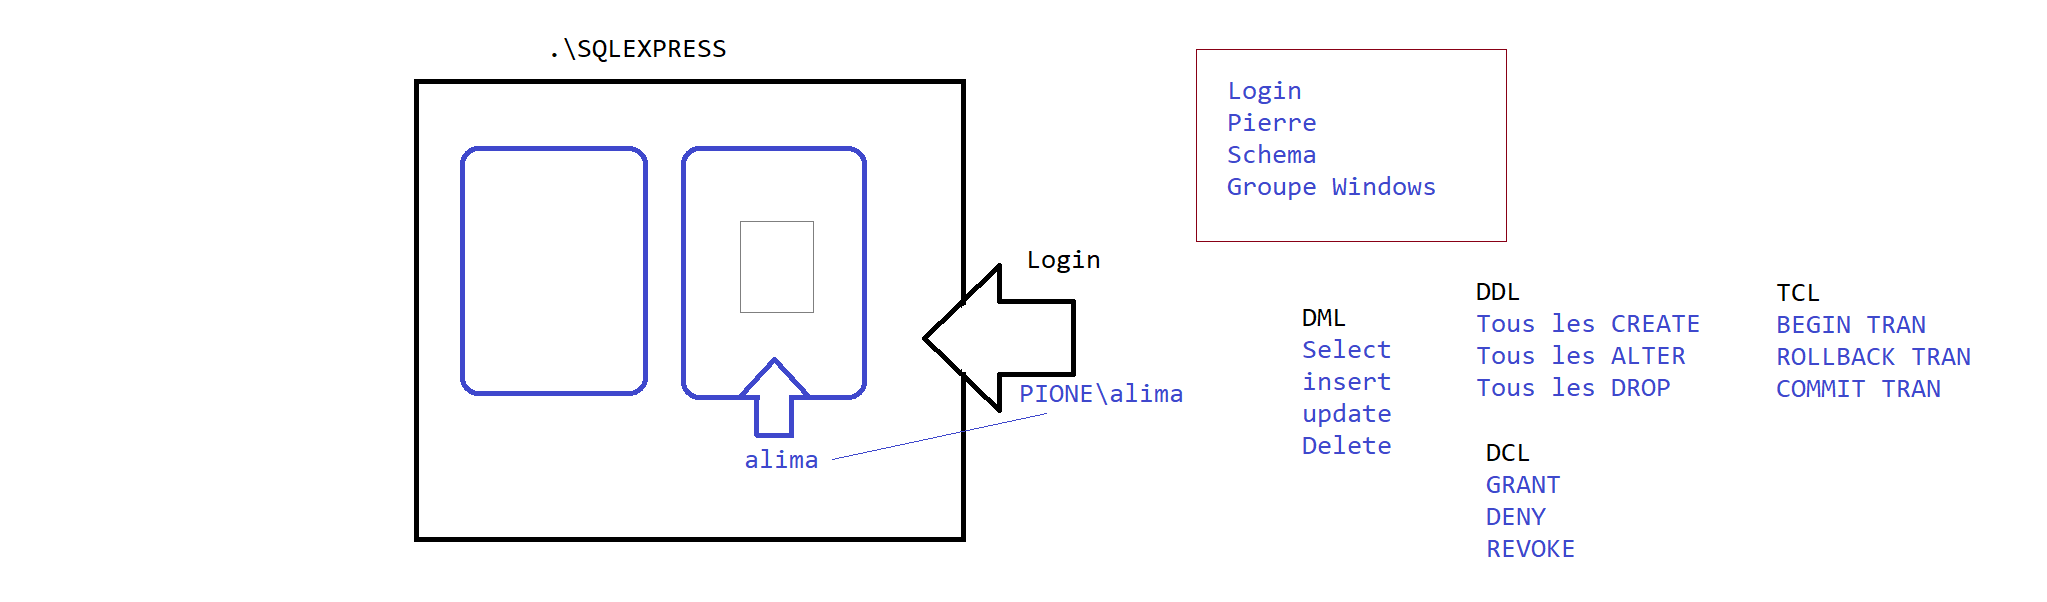 .\SQLEXPRESS
Login
Pierre
Schema
Groupe Windows
Login
PIONE\alima
alima
DML
Select
insert
update
Delete
DDL
Tous les CREATE
Tous les ALTER
Tous les DROP
TCL
BEGIN TRAN
ROLLBACK TRAN
COMMIT TRAN
DCL
GRANT
DENY
REVOKE